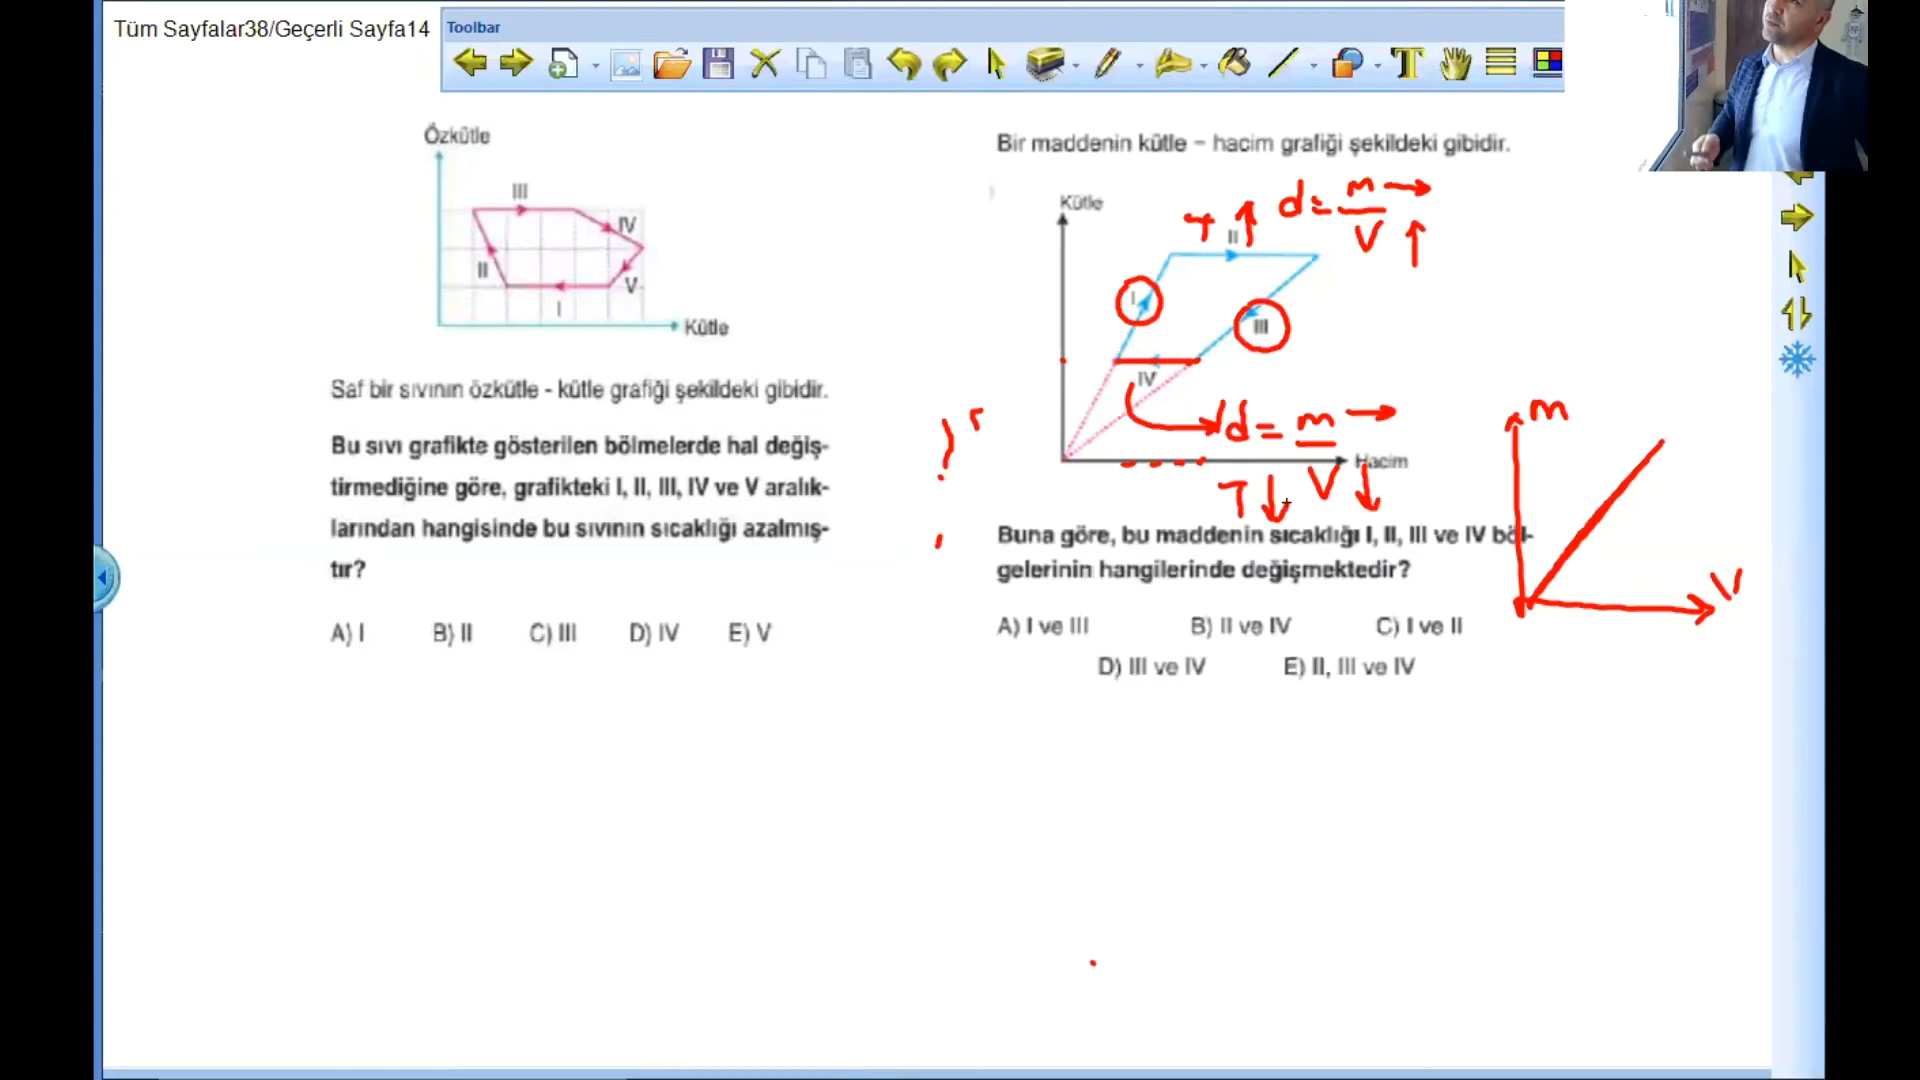 Tüm Sayfalar38/Geçerli Sayfa14
Toolbar
Özkütle
III
IV
II
V
I
Kütle
Saf bir sıvının özkütle - kütle grafiği şekildeki gibidir.
Bu sıvı grafikte gösterilen bölmelerde hal değiş-
tirmediğine göre, grafikteki I, II, III, IV ve V aralık-
larından hangisinde bu sıvının sıcaklığı azalmış-
tır?
A) I B) II C) III D) IV E) V
Bir maddenin kütle – hacim grafiği şekildeki gibidir.
Kütle
d = m
V
II
I
III
IV
d = m
V
Hacim
T
m
V
Buna göre, bu maddenin sıcaklığı I, II, III ve IV böl-
gelerinin hangilerinde değişmektedir?
A) I ve III B) II ve IV C) I ve II
D) III ve IV E) II, III ve IV